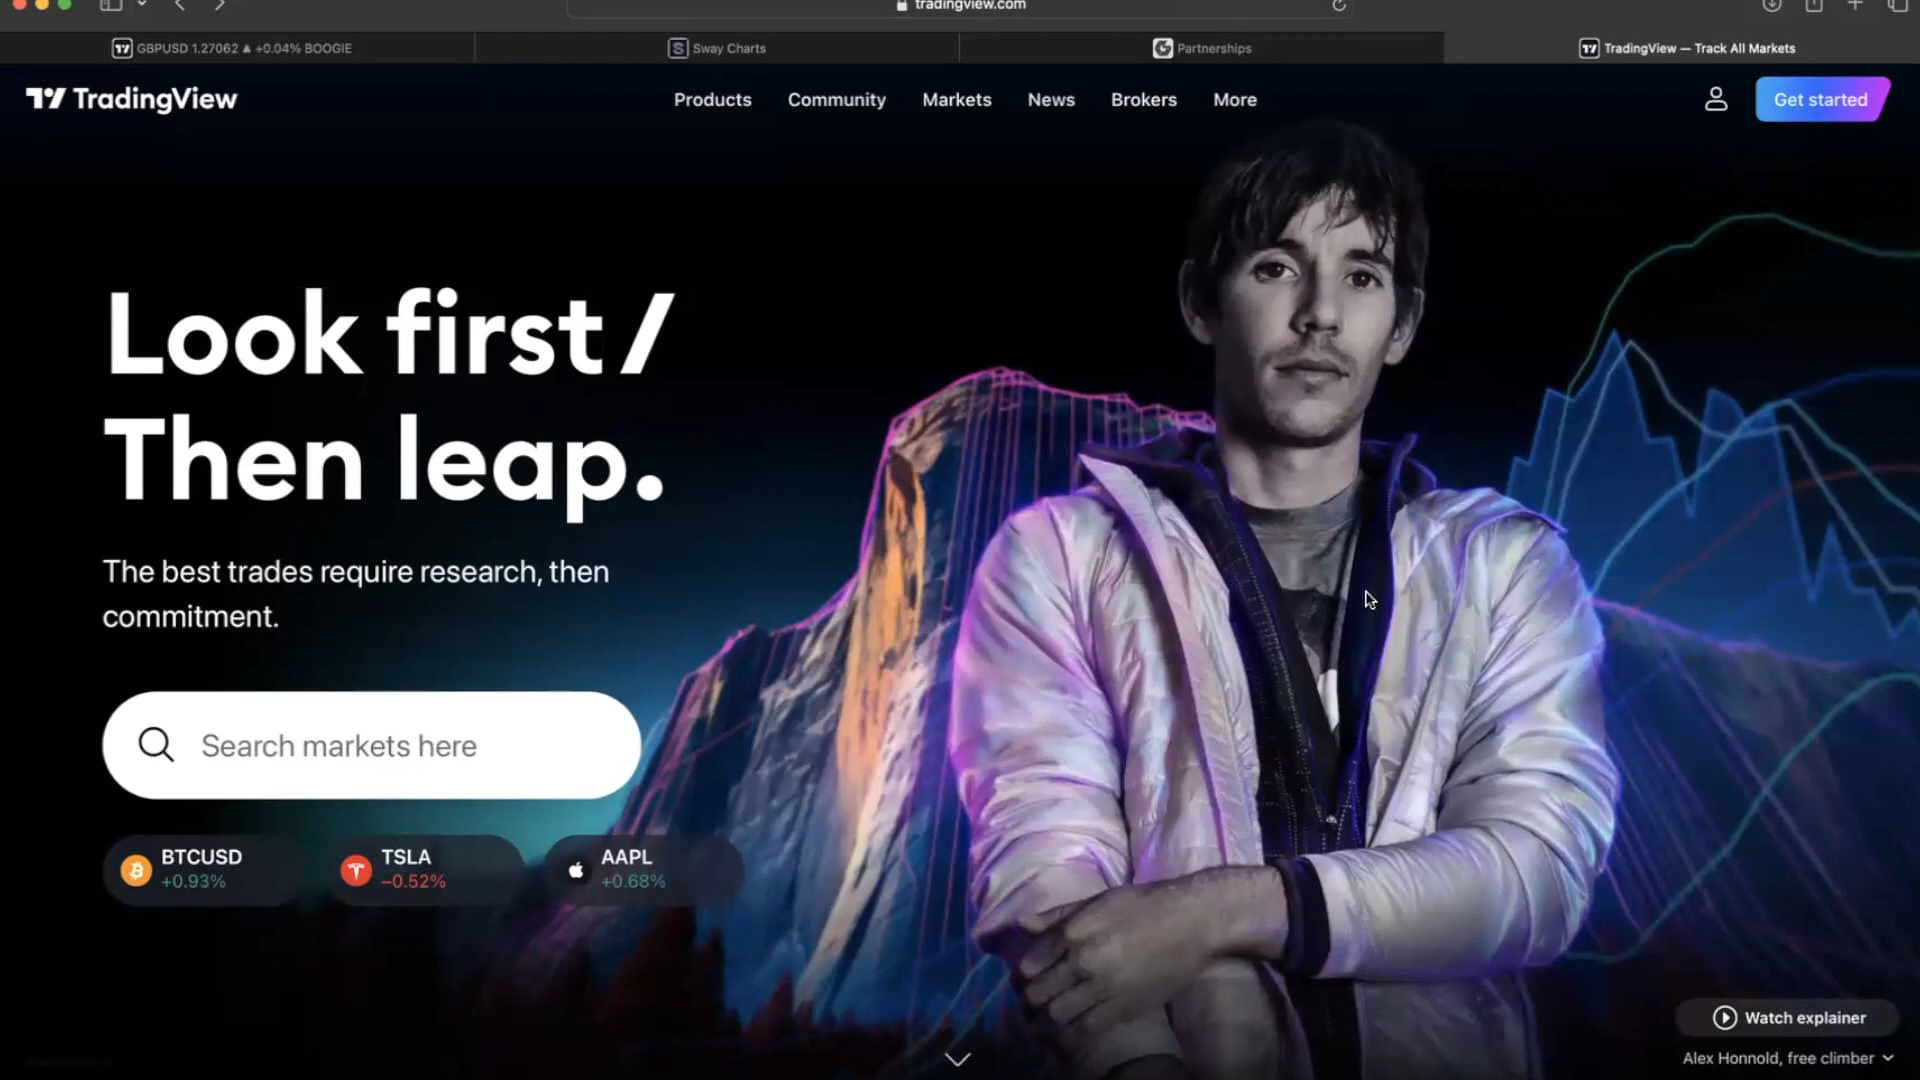 tradingview.com
GBPUSD 1.27062 ▲ +0.04% BOOGIE
Sway Charts
Partnerships
TradingView — Track All Markets
TradingView
Products
Community
Markets
News
Brokers
More
Get started
Look first /
Then leap.
The best trades require research, then
commitment.
Search markets here
BTCUSD
+0.93%
TSLA
−0.52%
AAPL
+0.68%
Watch explainer
Alex Honnold, free climber